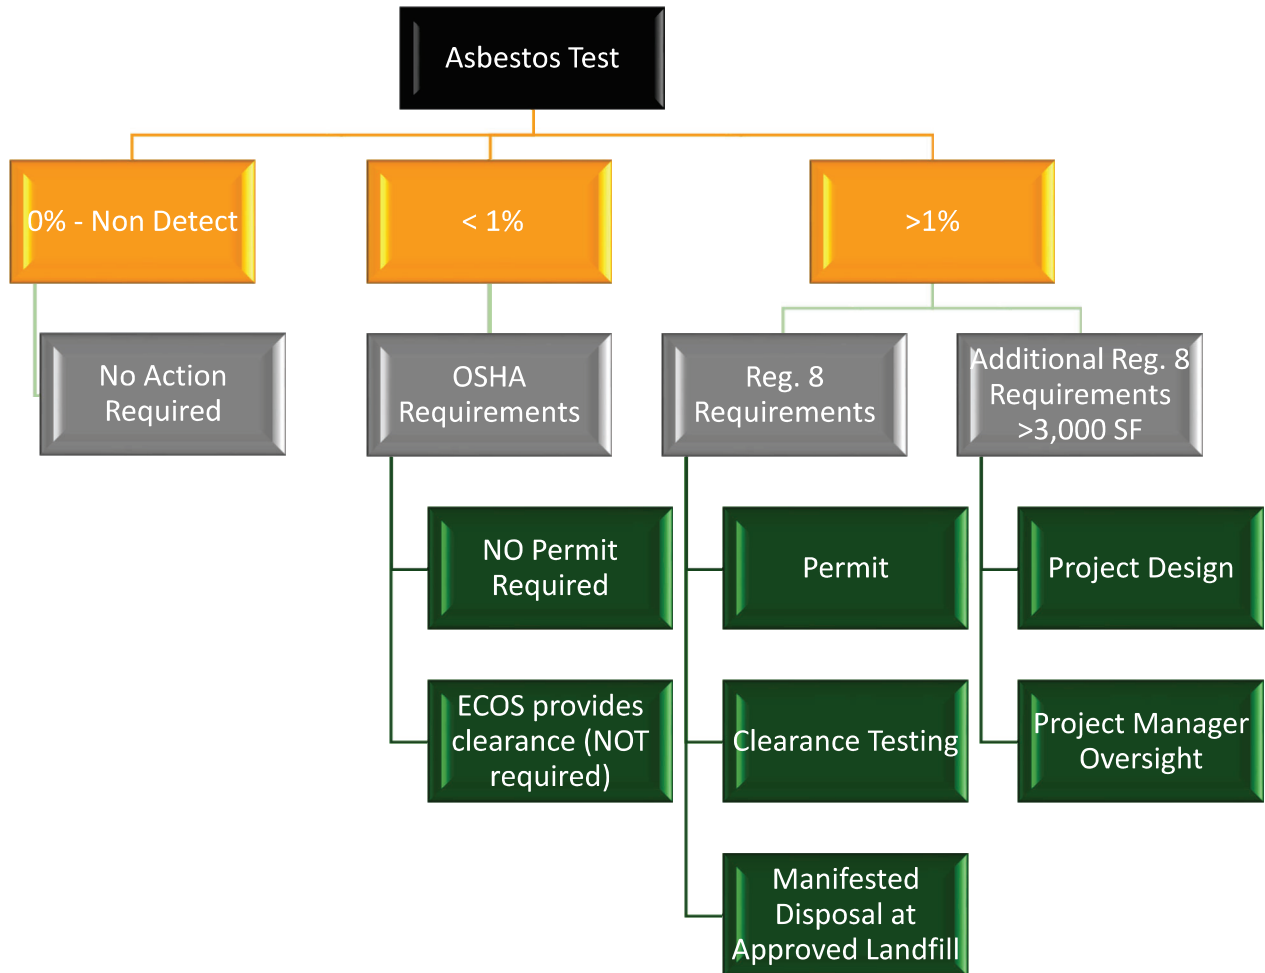 Asbestos Test
0% - Non Detect
< 1%
>1%
No Action
Required
OSHA
Requirements
Reg. 8
Requirements
Additional Reg. 8
Requirements
>3,000 SF
NO Permit
Required
Permit
Project Design
ECOS provides
clearance (NOT
required)
Clearance Testing
Project Manager
Oversight
Manifested
Disposal at
Approved Landfill